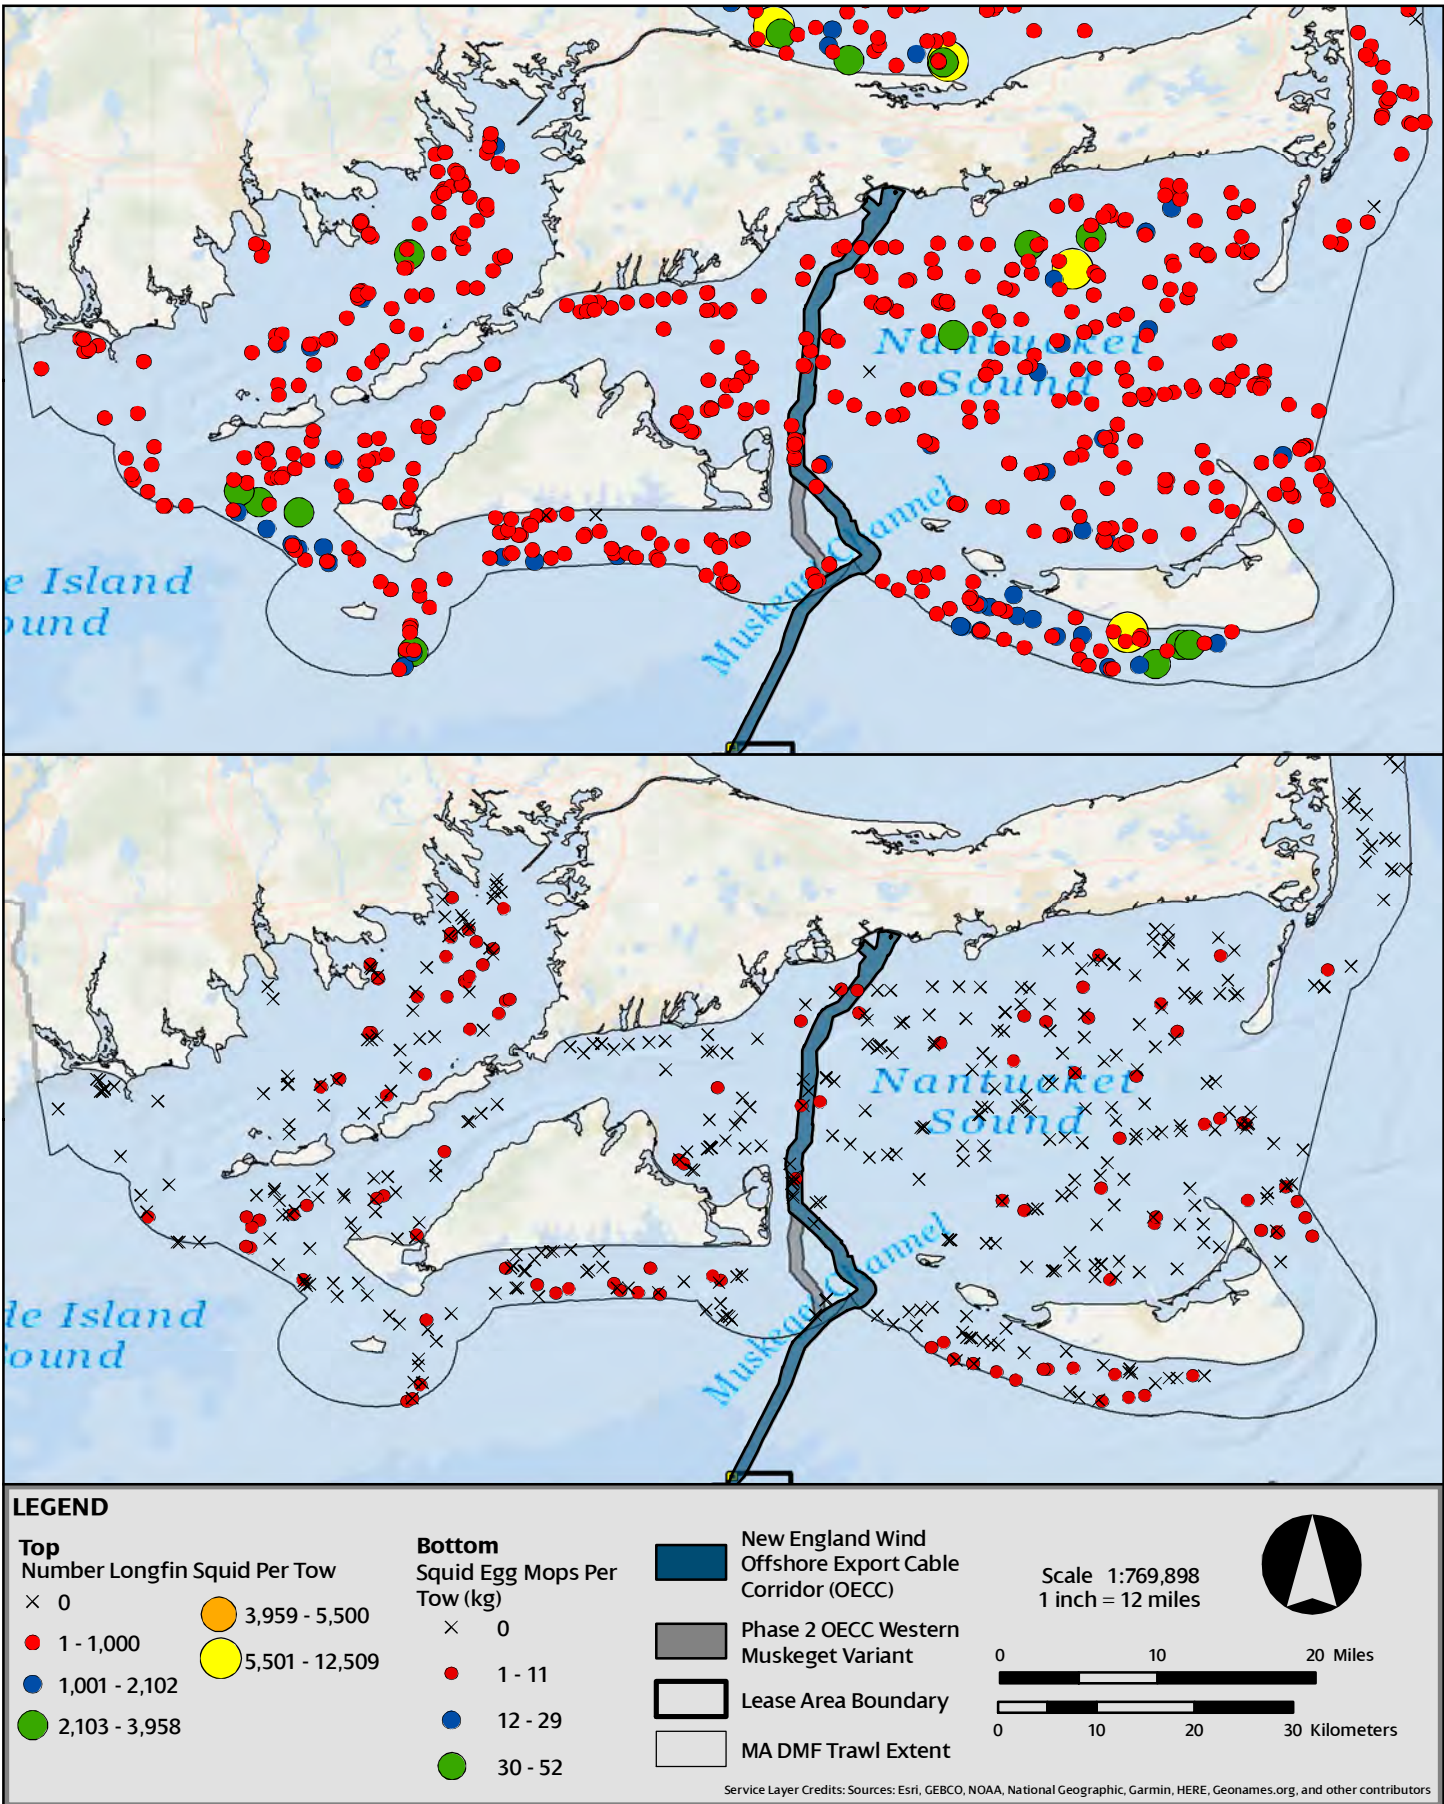 Nantucket
Sound
Muskeget Channel
e Island
ound
Nantucket
Sound
Muskeget Channel
de Island
ound
LEGEND
Top
Number Longfin Squid Per Tow
0
1 - 1,000
1,001 - 2,102
2,103 - 3,958
3,959 - 5,500
5,501 - 12,509
Bottom
Squid Egg Mops Per
Tow (kg)
0
1 - 11
12 - 29
30 - 52
New England Wind
Offshore Export Cable
Corridor (OECC)
Phase 2 OECC Western
Muskeget Variant
Lease Area Boundary
MA DMF Trawl Extent
Scale 1:769,898
1 inch = 12 miles
0 10 20 Miles
0 10 20 30 Kilometers
Service Layer Credits: Sources: Esri, GEBCO, NOAA, National Geographic, Garmin, HERE, Geonames.org, and other contributors